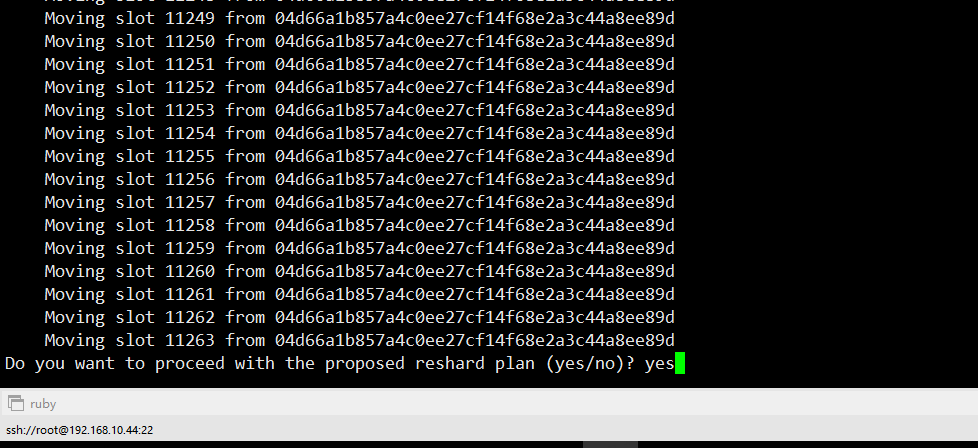 Moving slot 11249 from 04d66a1b857a4c0ee27cf14f68e2a3c44a8ee89d
Moving slot 11250 from 04d66a1b857a4c0ee27cf14f68e2a3c44a8ee89d
Moving slot 11251 from 04d66a1b857a4c0ee27cf14f68e2a3c44a8ee89d
Moving slot 11252 from 04d66a1b857a4c0ee27cf14f68e2a3c44a8ee89d
Moving slot 11253 from 04d66a1b857a4c0ee27cf14f68e2a3c44a8ee89d
Moving slot 11254 from 04d66a1b857a4c0ee27cf14f68e2a3c44a8ee89d
Moving slot 11255 from 04d66a1b857a4c0ee27cf14f68e2a3c44a8ee89d
Moving slot 11256 from 04d66a1b857a4c0ee27cf14f68e2a3c44a8ee89d
Moving slot 11257 from 04d66a1b857a4c0ee27cf14f68e2a3c44a8ee89d
Moving slot 11258 from 04d66a1b857a4c0ee27cf14f68e2a3c44a8ee89d
Moving slot 11259 from 04d66a1b857a4c0ee27cf14f68e2a3c44a8ee89d
Moving slot 11260 from 04d66a1b857a4c0ee27cf14f68e2a3c44a8ee89d
Moving slot 11261 from 04d66a1b857a4c0ee27cf14f68e2a3c44a8ee89d
Moving slot 11262 from 04d66a1b857a4c0ee27cf14f68e2a3c44a8ee89d
Moving slot 11263 from 04d66a1b857a4c0ee27cf14f68e2a3c44a8ee89d
Do you want to proceed with the proposed reshard plan (yes/no)? yes
ruby
ssh://root@192.168.10.44:22